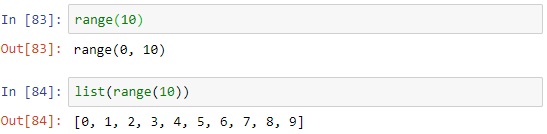 In [83]: range(10)
Out[83]: range(0, 10)
In [84]: list(range(10))
Out[84]: [0, 1, 2, 3, 4, 5, 6, 7, 8, 9]